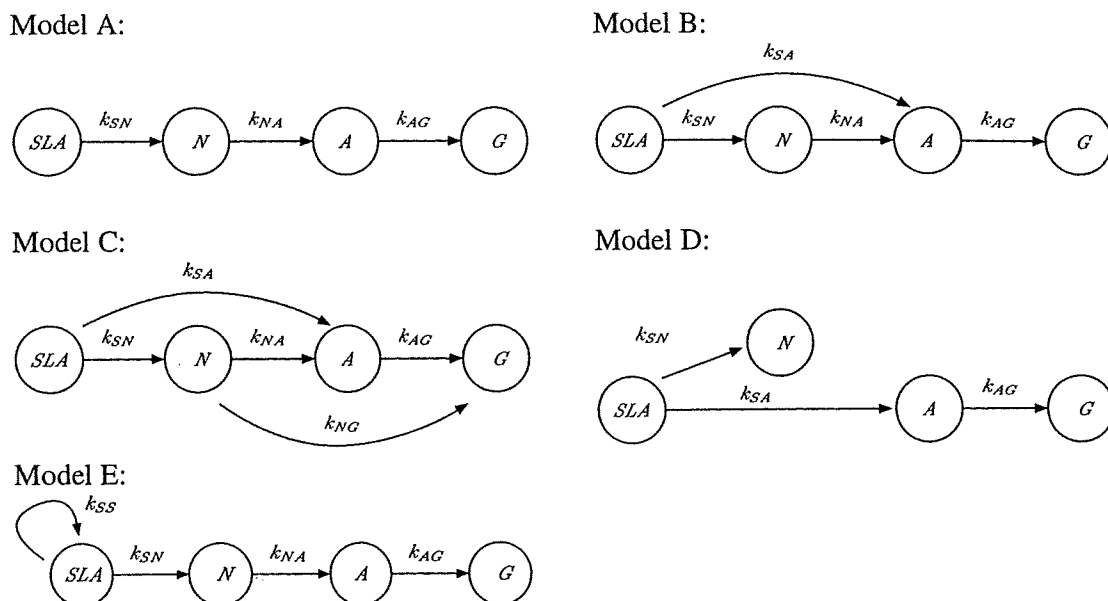 Model A:
SLA k_SN N k_NA A k_AG G
Model B:
k_SA
SLA k_SN N k_NA A k_AG G
Model C:
k_SA
SLA k_SN N k_NA A k_AG G
k_NG
Model D:
k_SN N
SLA k_SA A k_AG G
Model E:
k_SS
SLA k_SN N k_NA A k_AG G